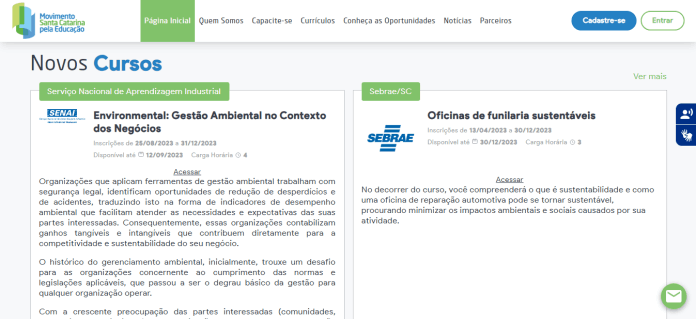 Movimento
Santa Catarina
pela Educação
Página Inicial Quem Somos Capacite-se Currículos Conheça as Oportunidades Notícias Parceiros
Cadastre-se Entrar
Novos Cursos
Ver mais
Serviço Nacional de Aprendizagem Industrial
SENAI
Environmental: Gestão Ambiental no Contexto
dos Negócios
Inscrições de 25/08/2023 a 31/12/2023
Disponível até 12/09/2023 Carga Horária 4
Acessar
Organizações que aplicam ferramentas de gestão ambiental trabalham com
segurança legal, identificam oportunidades de redução de desperdícios e
de acidentes, traduzindo isto na forma de indicadores de desempenho
ambiental que facilitam atender as necessidades e expectativas das suas
partes interessadas. Consequentemente, essas organizações contabilizam
ganhos tangíveis e intangíveis que contribuem diretamente para a
competitividade e sustentabilidade do seu negócio.
O histórico do gerenciamento ambiental, inicialmente, trouxe um desafio
para as organizações concernente ao cumprimento das normas e
legislações aplicáveis, que passou a ser o degrau básico da gestão para
qualquer organização operar.
Com a crescente preocupação das partes interessadas (comunidades,
Sebrae/SC
SEBRAE
Oficinas de funilaria sustentáveis
Inscrições de 13/04/2023 a 30/12/2023
Disponível até 30/12/2023 Carga Horária 3
Acessar
No decorrer do curso, você compreenderá o que é sustentabilidade e como
uma oficina de reparação automotiva pode se tornar sustentável,
procurando minimizar os impactos ambientais e sociais causados por sua
atividade.